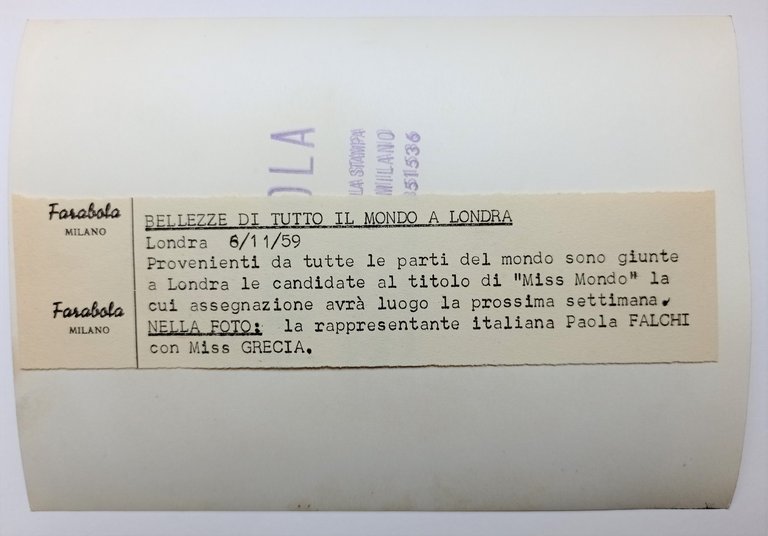 OLA
LA STAMPA
MILANO
851536
Farabola
MILANO
Farabola
MILANO
BELLEZZE DI TUTTO IL MONDO A LONDRA
Londra 6/11/59
Provenienti da tutte le parti del mondo sono giunte
a Londra le candidate al titolo di "Miss Mondo" la
cui assegnazione avrà luogo la prossima settimana.
NELLA FOTO: la rappresentante italiana Paola FALCHI
con Miss GRECIA.